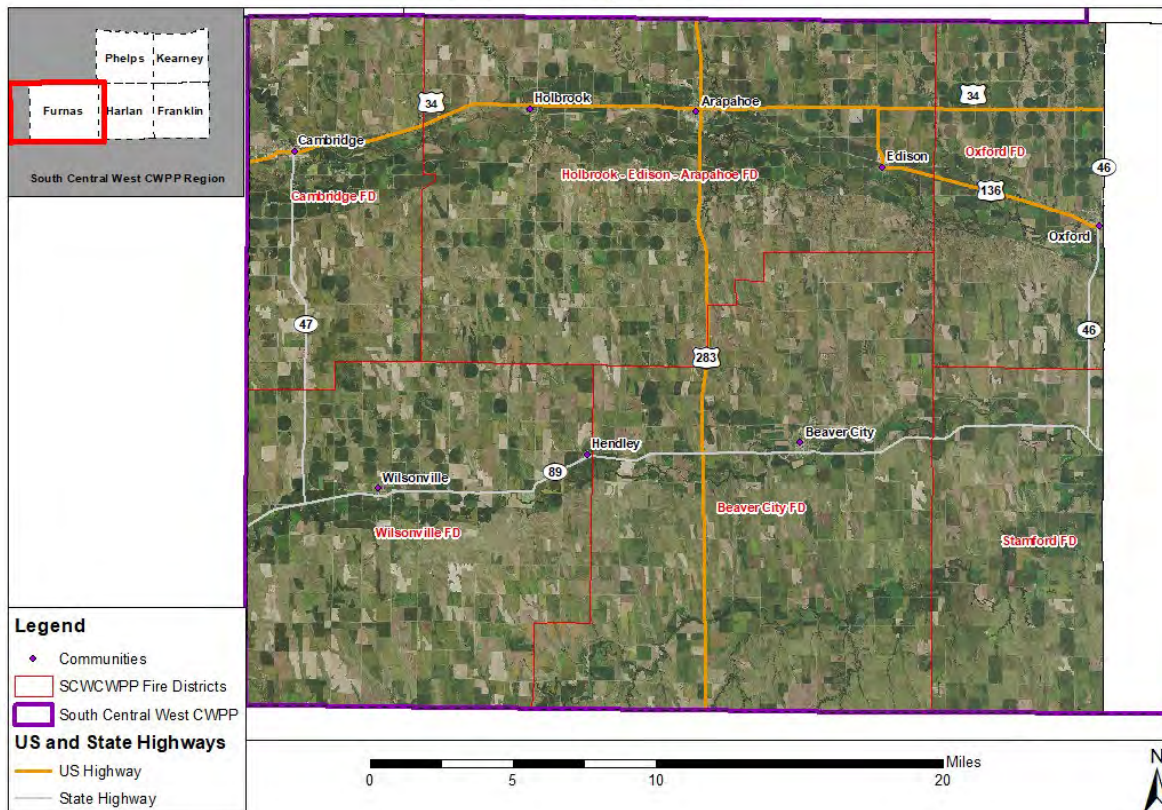 Phelps Kearney
Furnas Harlan Franklin
South Central West CWPP Region
34
Holbrook
Arapahoe
34
Cambridge
Edison
Oxford FD
46
Cambridge FD
Holbrook - Edison - Arapahoe FD
136
Oxford
47
46
283
Hendley
Beaver City
Wilsonville
89
Wilsonville FD
Beaver City FD
Stamford FD
Legend
Communities
SCWCWPP Fire Districts
South Central West CWPP
US and State Highways
US Highway
State Highway
Miles
0 5 10 20
N